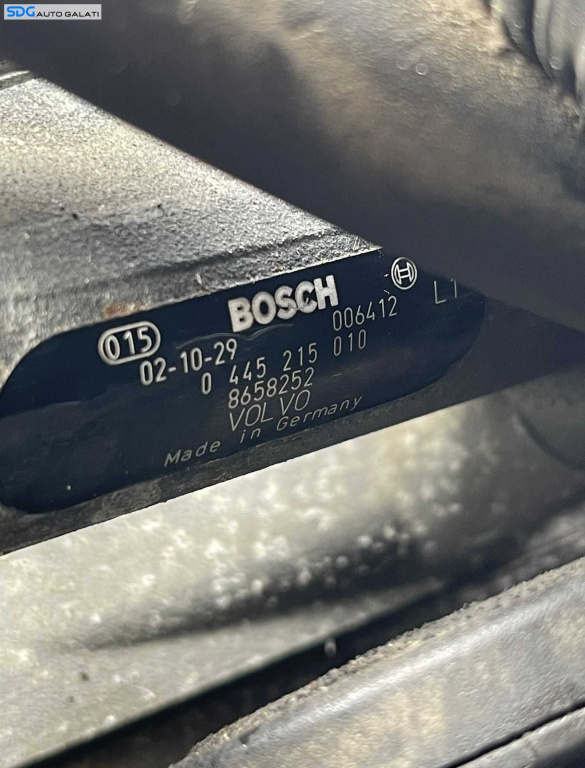 SDG AUTO GALATI
BOSCH
015
02-10-29
006412 L1
0 445 215 010
8658252
VOLVO
Made in Germany